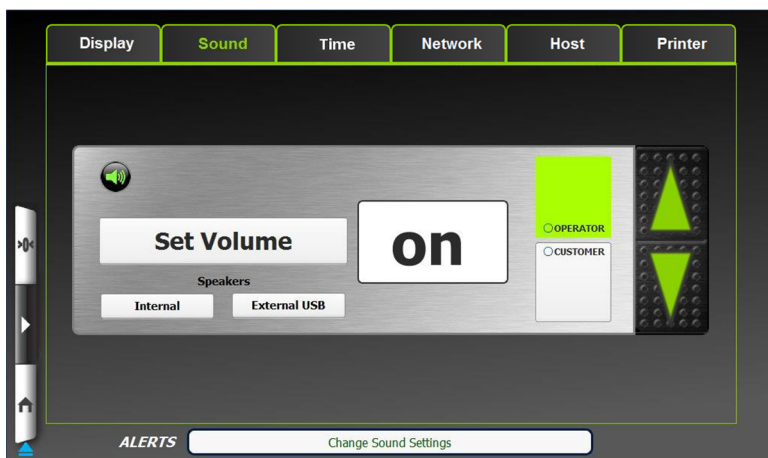 Display Sound Time Network Host Printer
OPERATOR
Set Volume
on
CUSTOMER
Speakers
Internal External USB
>0<
ALERTS Change Sound Settings